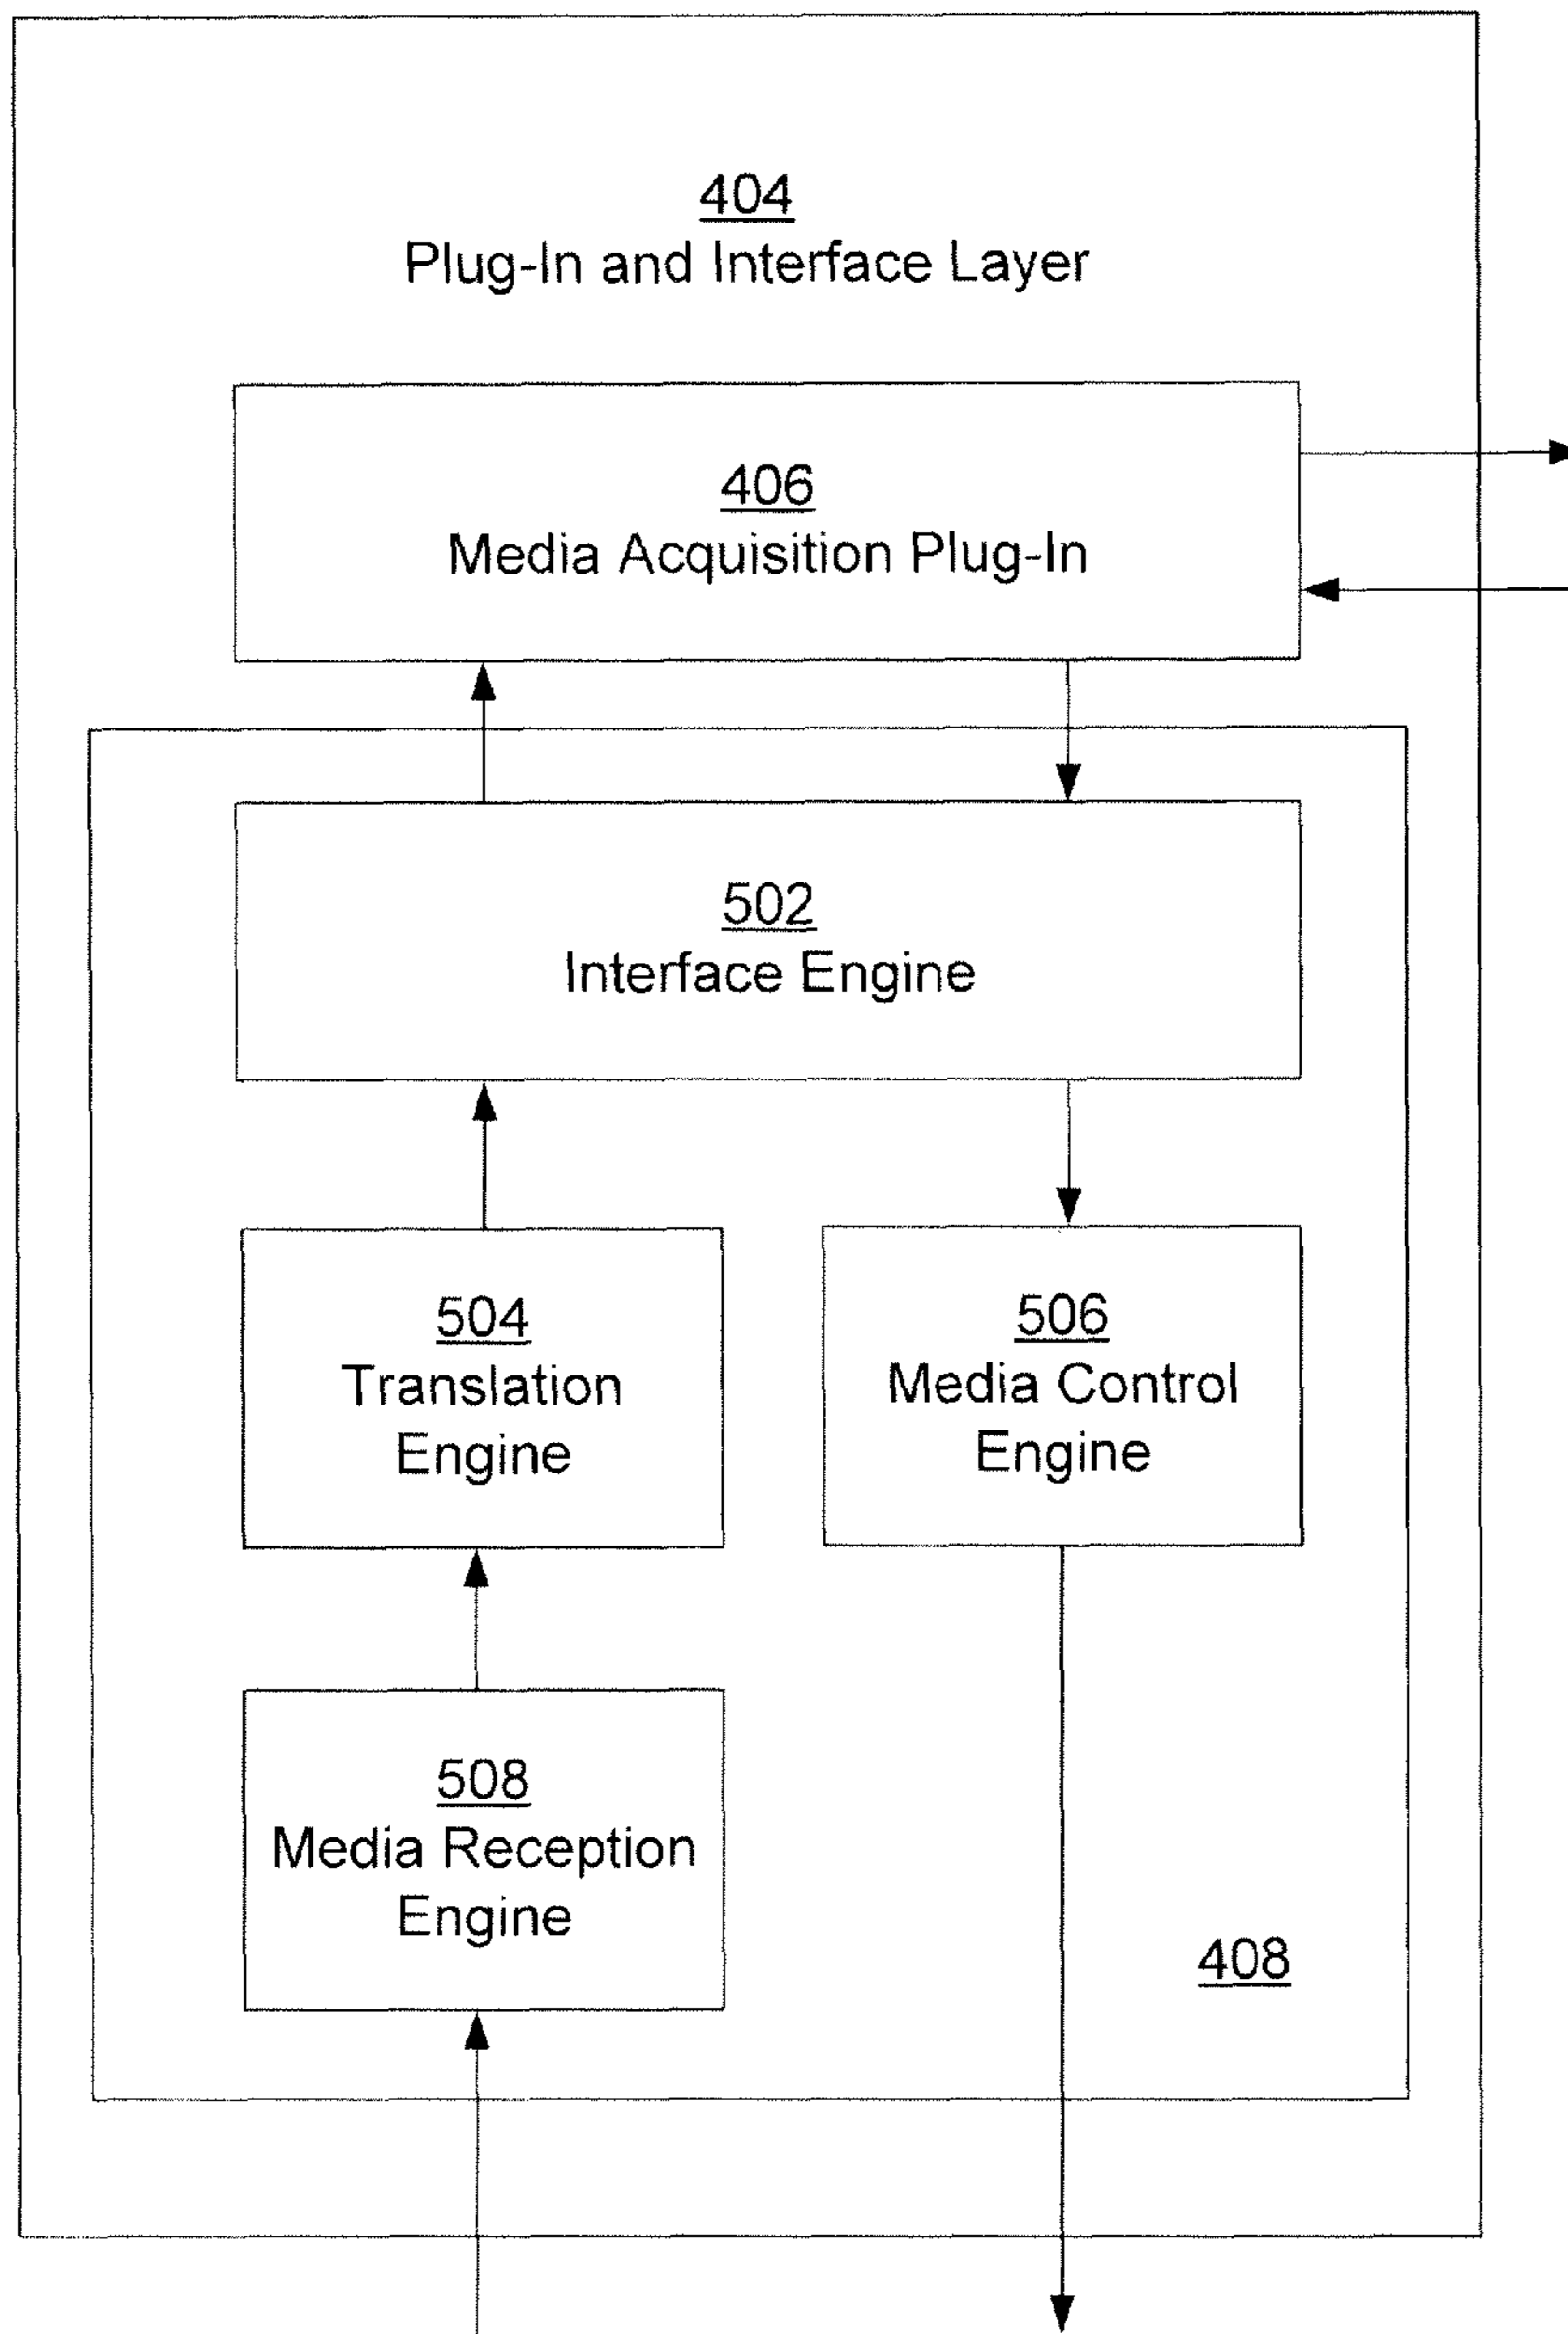 404
Plug-In and Interface Layer
406
Media Acquisition Plug-In
502
Interface Engine
504
Translation
Engine
506
Media Control
Engine
508
Media Reception
Engine
408